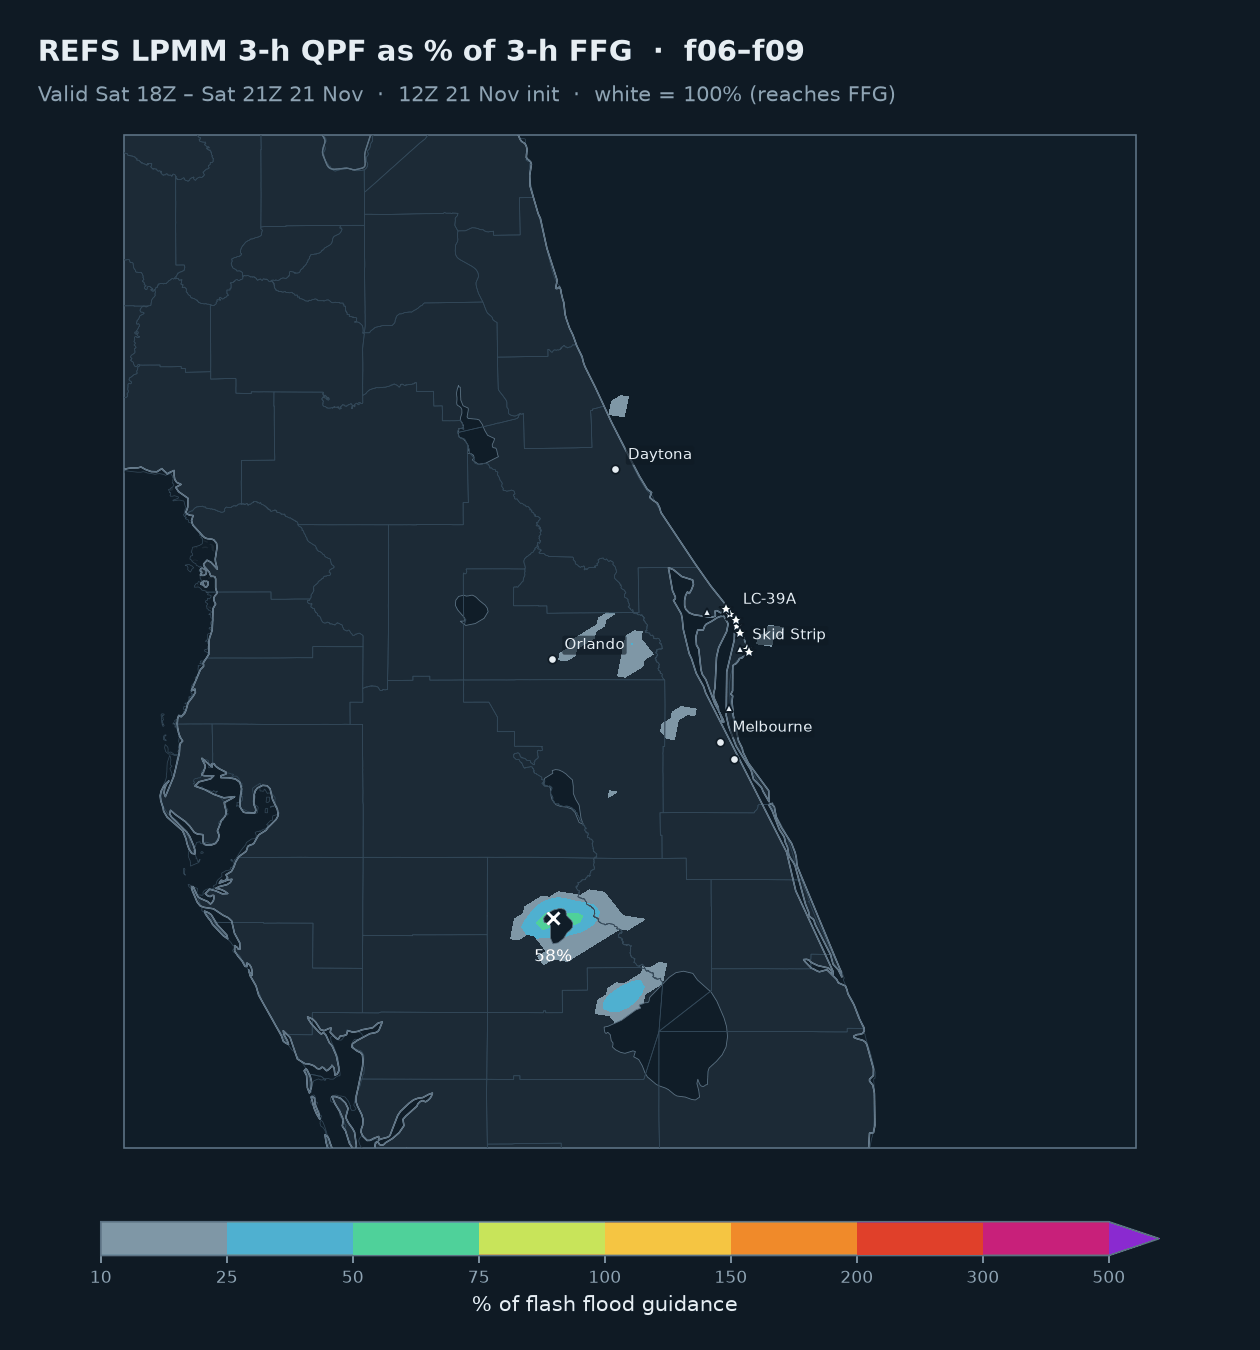 REFS LPMM 3-h QPF as % of 3-h FFG · f06–f09
Valid Sat 18Z – Sat 21Z 21 Nov · 12Z 21 Nov init · white = 100% (reaches FFG)
Daytona
LC-39A
Skid Strip
Orlando
Melbourne
58%
10 25 50 75 100 150 200 300 500
% of flash flood guidance